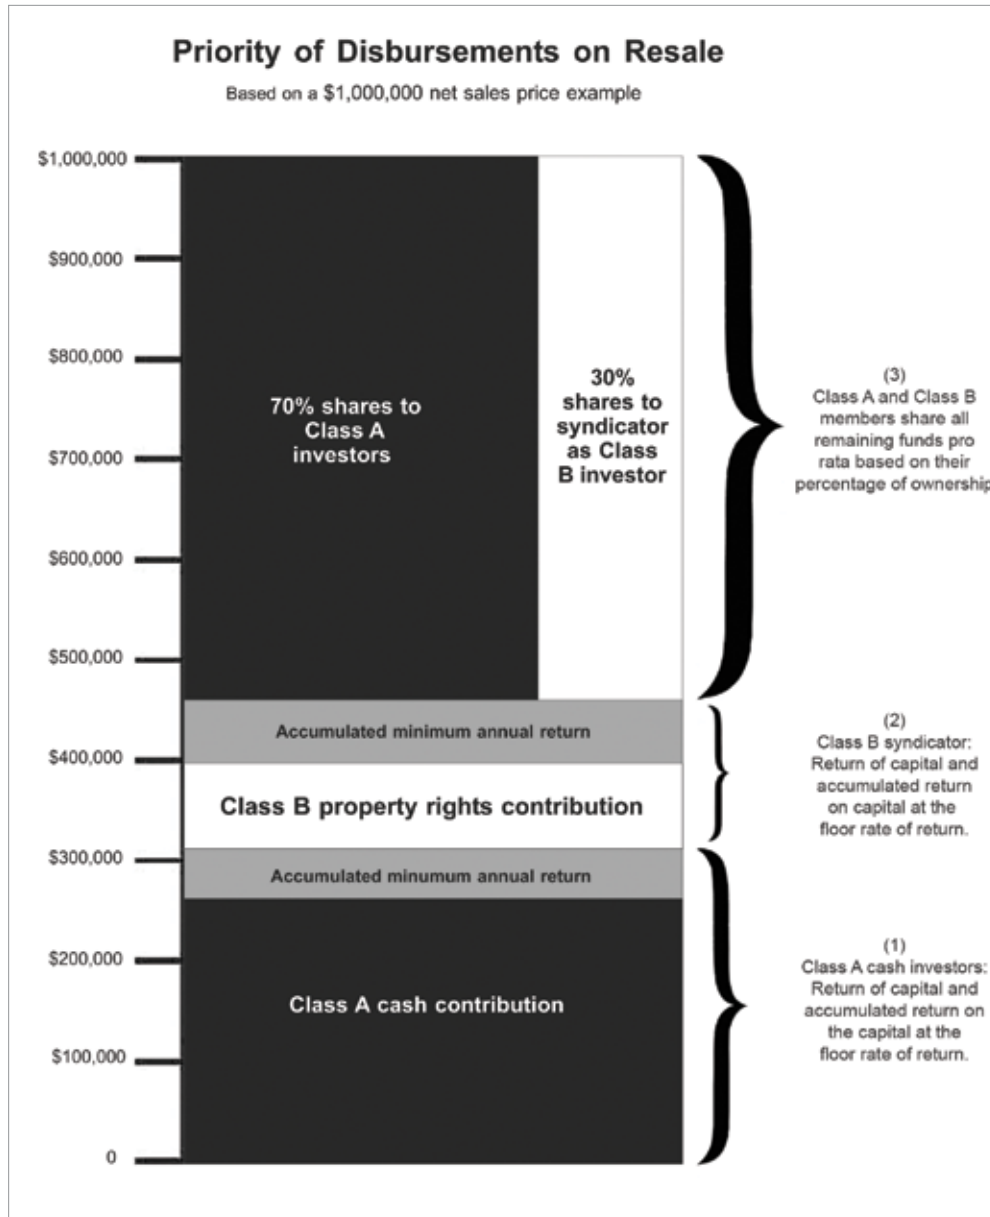 Priority of Disbursements on Resale
Based on a $1,000,000 net sales price example
$1,000,000
$900,000
$800,000
$700,000
$600,000
$500,000
$400,000
$300,000
$200,000
$100,000
0
70% shares to
Class A
investors
30%
shares to
syndicator
as Class
B investor
Accumulated minimum annual return
Class B property rights contribution
Accumulated minumum annual return
Class A cash contribution
(3)
Class A and Class B
members share all
remaining funds pro
rata based on their
percentage of ownership
(2)
Class B syndicator:
Return of capital and
accumulated return
on capital at the
floor rate of return.
(1)
Class A cash investors:
Return of capital and
accumulated return on
the capital at the
floor rate of return.